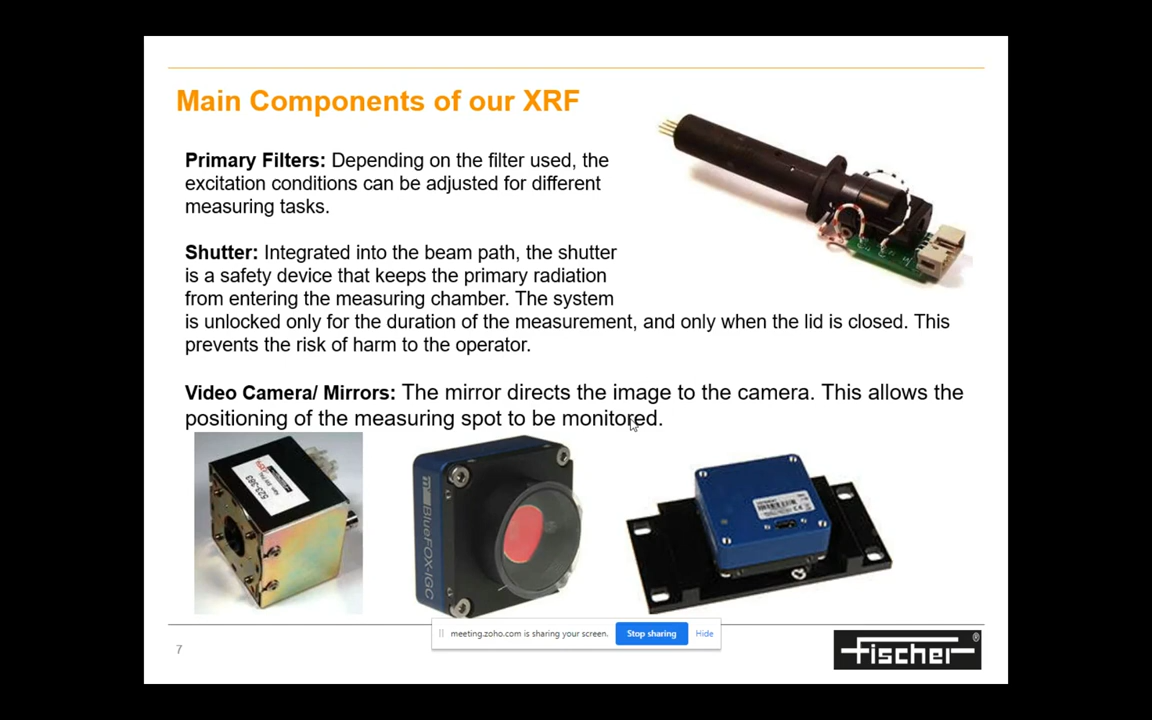 Main Components of our XRF
Primary Filters: Depending on the filter used, the
excitation conditions can be adjusted for different
measuring tasks.
Shutter: Integrated into the beam path, the shutter
is a safety device that keeps the primary radiation
from entering the measuring chamber. The system
is unlocked only for the duration of the measurement, and only when the lid is closed. This
prevents the risk of harm to the operator.
Video Camera/ Mirrors: The mirror directs the image to the camera. This allows the
positioning of the measuring spot to be monitored.
523-383
BlueFOX-IGC
meeting.zoho.com is sharing your screen.
Stop sharing
Hide
7
fischer®